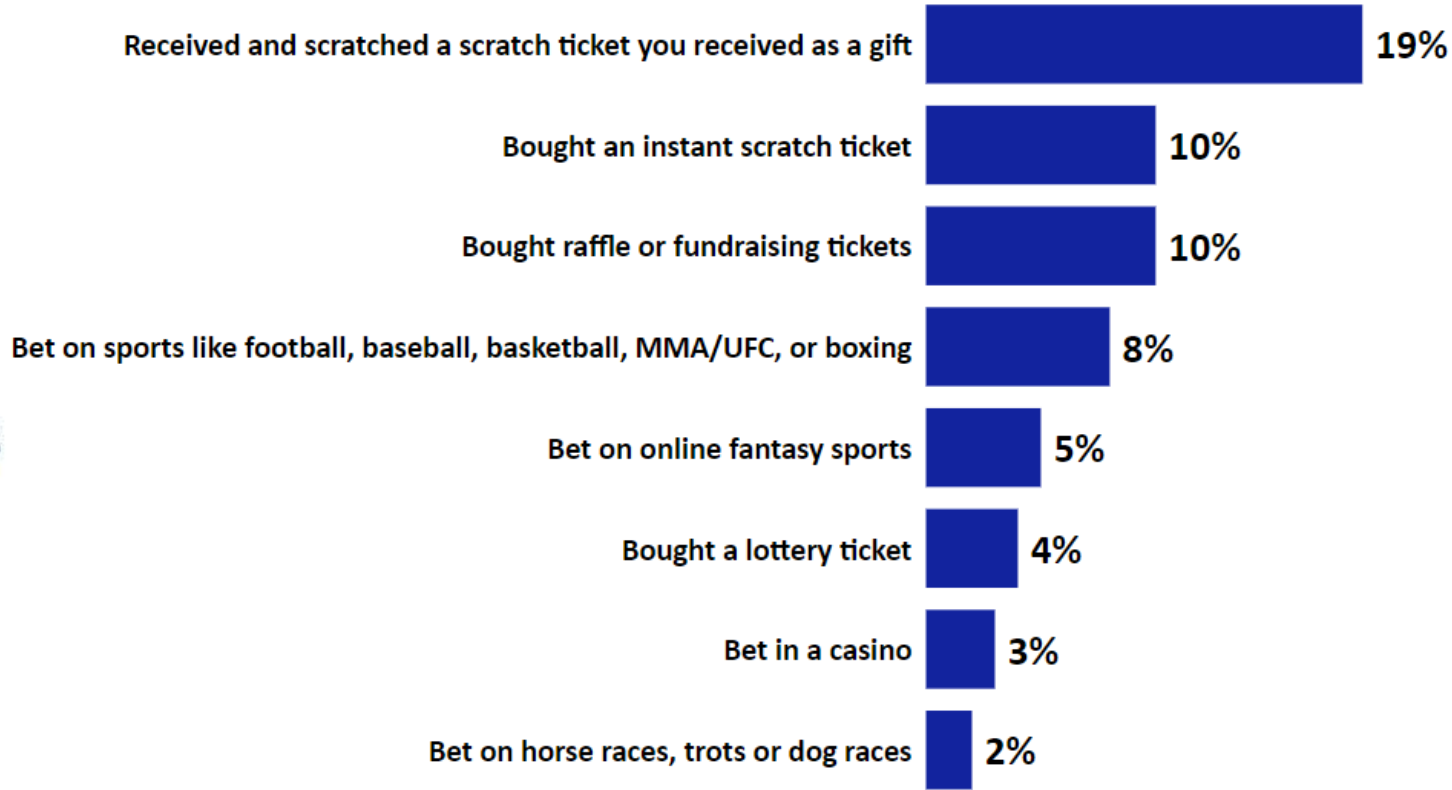 Received and scratched a scratch ticket you received as a gift 19%
Bought an instant scratch ticket 10%
Bought raffle or fundraising tickets 10%
Bet on sports like football, baseball, basketball, MMA/UFC, or boxing 8%
Bet on online fantasy sports 5%
Bought a lottery ticket 4%
Bet in a casino 3%
Bet on horse races, trots or dog races 2%